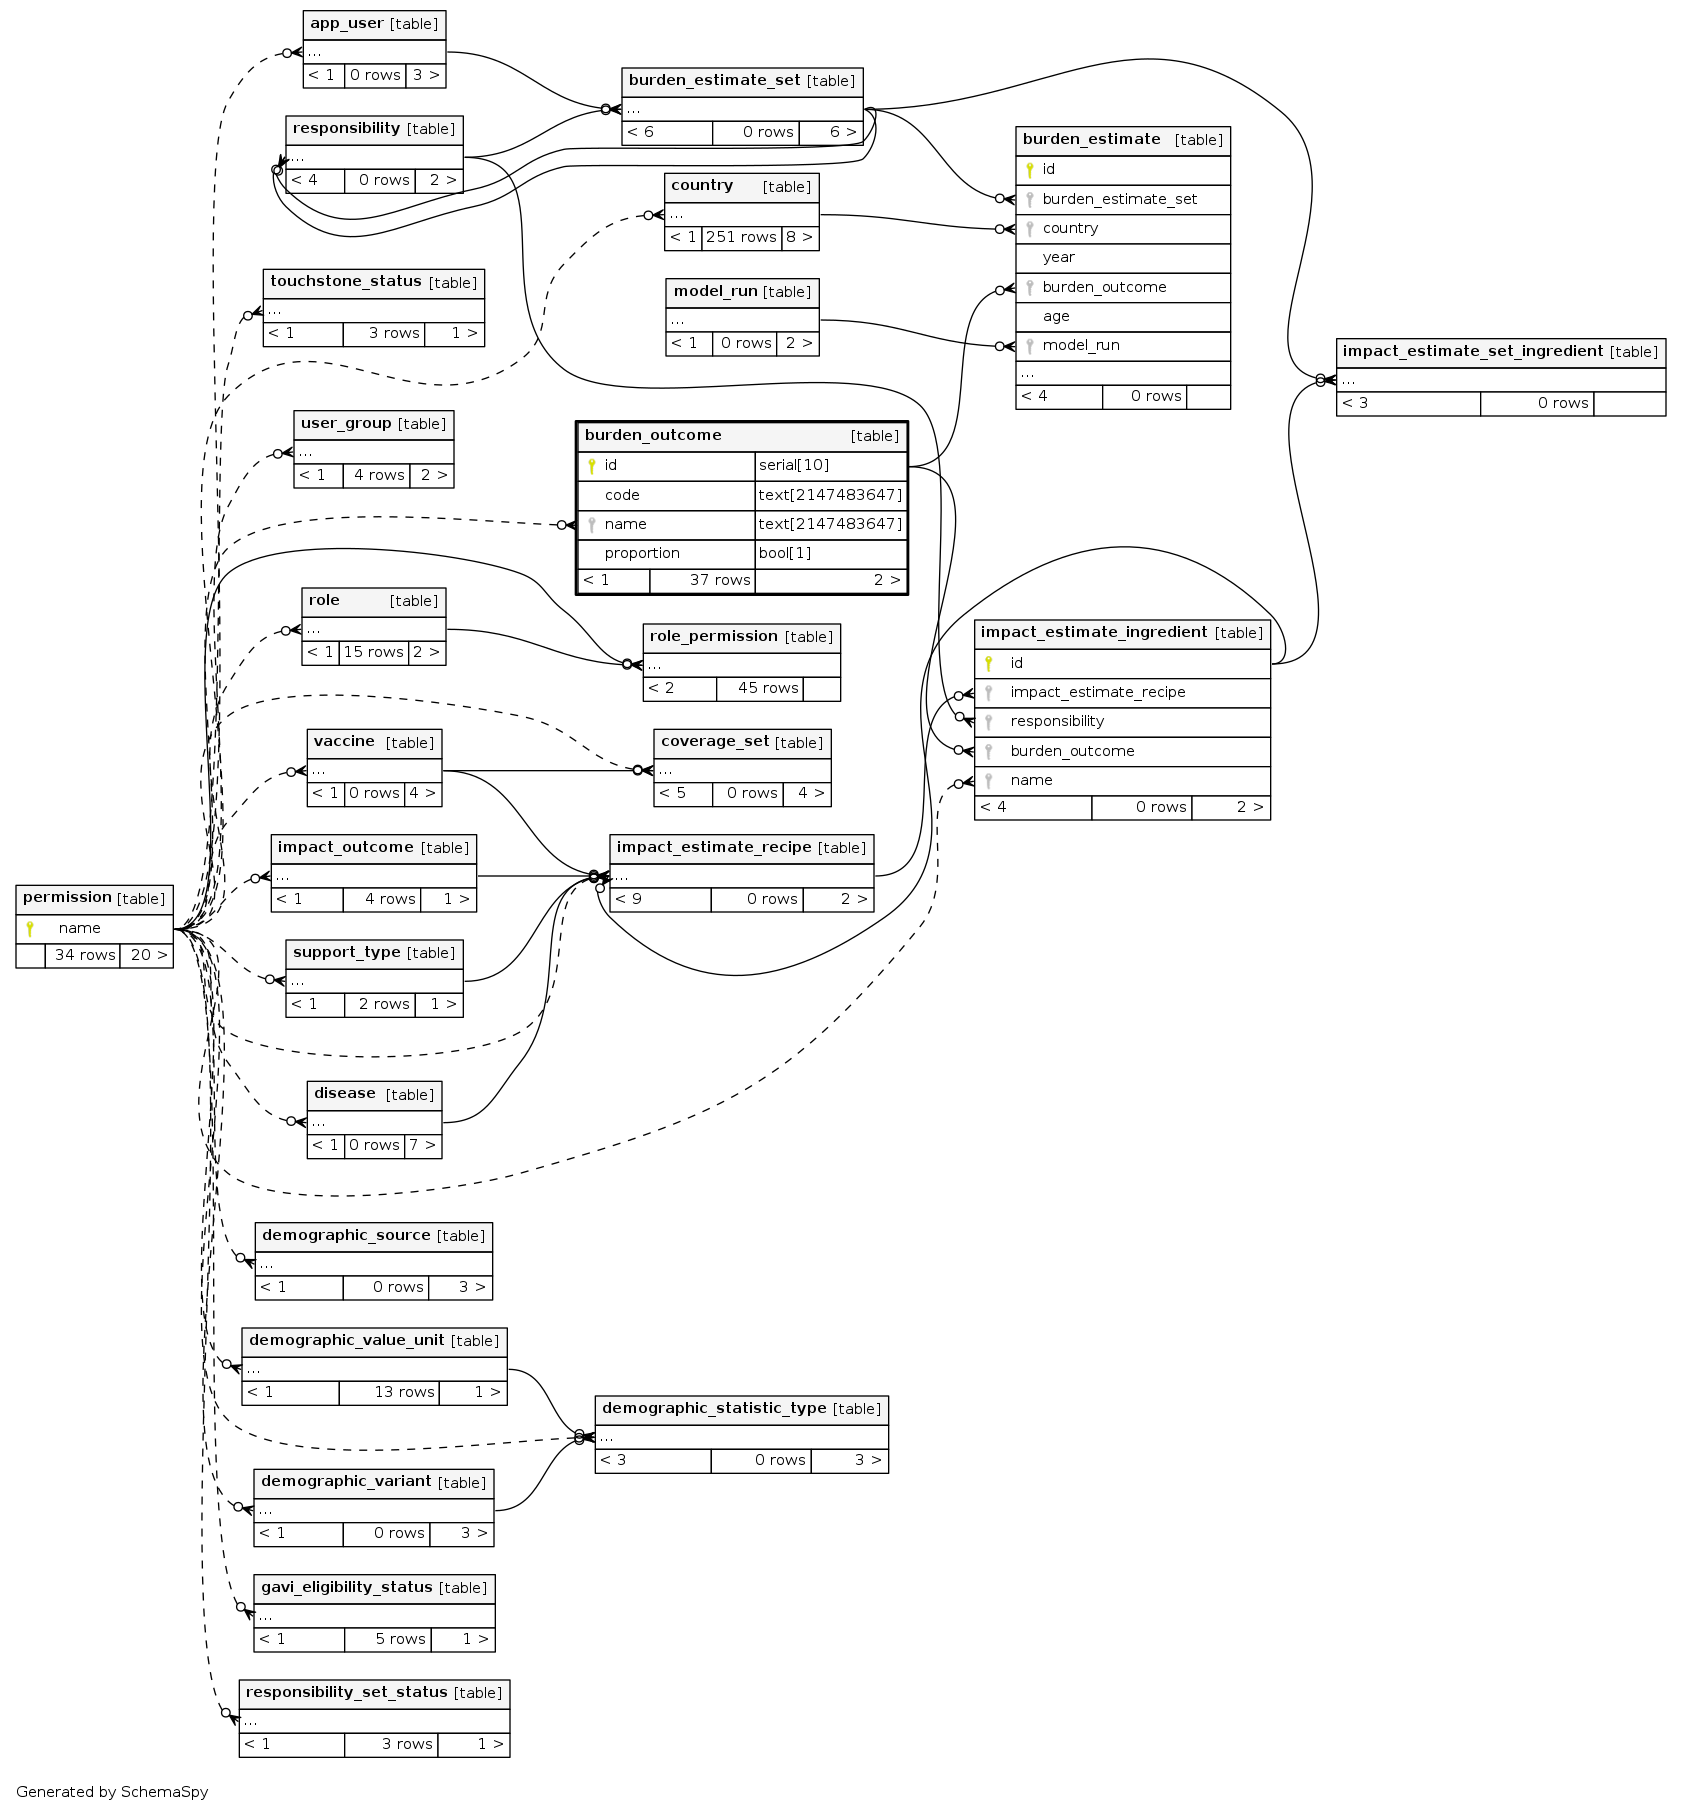 app_user [table]
...
< 1 0 rows 3 >
burden_estimate_set [table]
...
< 6 0 rows 6 >
responsibility [table]
...
< 4 0 rows 2 >
burden_estimate [table]
id
burden_estimate_set
country
year
burden_outcome
age
model_run
...
< 4 0 rows
country [table]
...
< 1 251 rows 8 >
touchstone_status [table]
...
< 1 3 rows 1 >
model_run [table]
...
< 1 0 rows 2 >
impact_estimate_set_ingredient [table]
...
< 3 0 rows
user_group [table]
...
< 1 4 rows 2 >
burden_outcome [table]
id serial[10]
code text[2147483647]
name text[2147483647]
proportion bool[1]
< 1 37 rows 2 >
role [table]
...
< 1 15 rows 2 >
role_permission [table]
...
< 2 45 rows
impact_estimate_ingredient [table]
id
impact_estimate_recipe
responsibility
burden_outcome
name
< 4 0 rows 2 >
vaccine [table]
...
< 1 0 rows 4 >
coverage_set [table]
...
< 5 0 rows 4 >
impact_outcome [table]
...
< 1 4 rows 1 >
impact_estimate_recipe [table]
...
< 9 0 rows 2 >
permission [table]
name
34 rows 20 >
support_type [table]
...
< 1 2 rows 1 >
disease [table]
...
< 1 0 rows 7 >
demographic_source [table]
...
< 1 0 rows 3 >
demographic_value_unit [table]
...
< 1 13 rows 1 >
demographic_statistic_type [table]
...
< 3 0 rows 3 >
demographic_variant [table]
...
< 1 0 rows 3 >
gavi_eligibility_status [table]
...
< 1 5 rows 1 >
responsibility_set_status [table]
...
< 1 3 rows 1 >
Generated by SchemaSpy